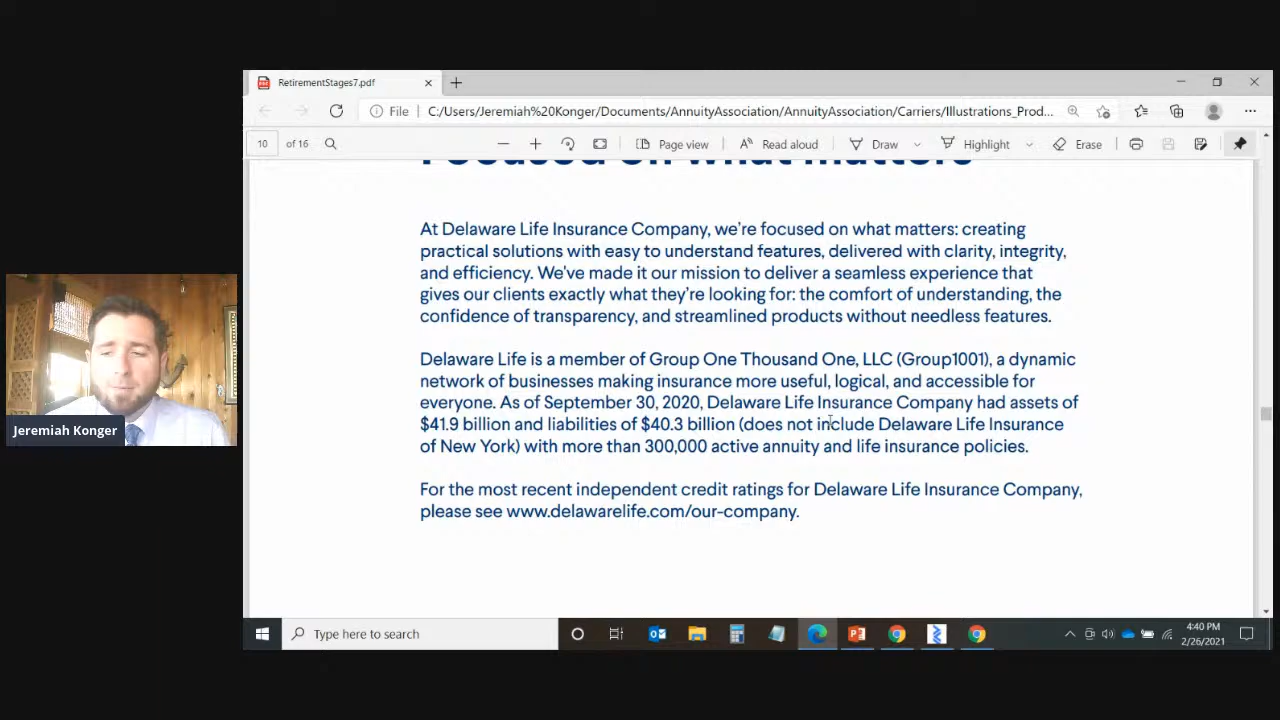 RetirementStages7.pdf
File
C:/Users/Jeremiah%20Konger/Documents/AnnuityAssociation/AnnuityAssociation/Carriers/Illustrations_Prod...
10 of 16
Page view
Read aloud
Draw
Highlight
Erase
Focused on what matters
At Delaware Life Insurance Company, we're focused on what matters: creating
practical solutions with easy to understand features, delivered with clarity, integrity,
and efficiency. We've made it our mission to deliver a seamless experience that
gives our clients exactly what they're looking for: the comfort of understanding, the
confidence of transparency, and streamlined products without needless features.
Delaware Life is a member of Group One Thousand One, LLC (Group1001), a dynamic
network of businesses making insurance more useful, logical, and accessible for
everyone. As of September 30, 2020, Delaware Life Insurance Company had assets of
$41.9 billion and liabilities of $40.3 billion (does not include Delaware Life Insurance
of New York) with more than 300,000 active annuity and life insurance policies.
For the most recent independent credit ratings for Delaware Life Insurance Company,
please see www.delawarelife.com/our-company.
Jeremiah Konger
Type here to search
4:40 PM
2/26/2021